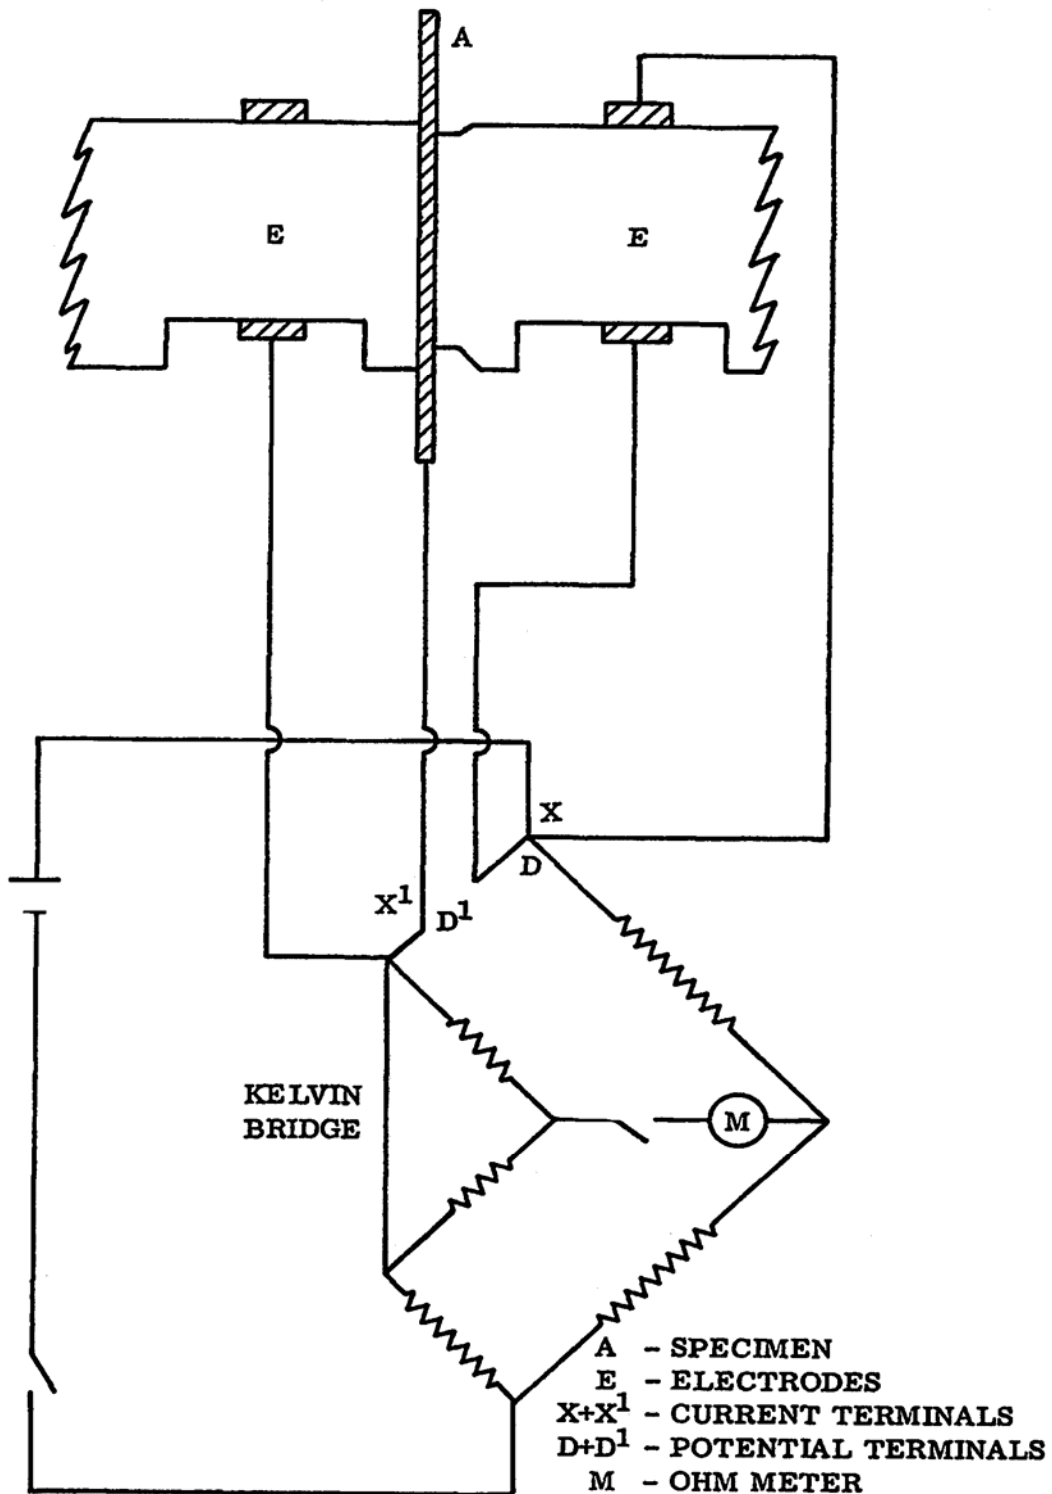 A
E
E
X
D
X¹
D¹
KELVIN
BRIDGE
M
A - SPECIMEN
E - ELECTRODES
X+X¹ - CURRENT TERMINALS
D+D¹ - POTENTIAL TERMINALS
M - OHM METER